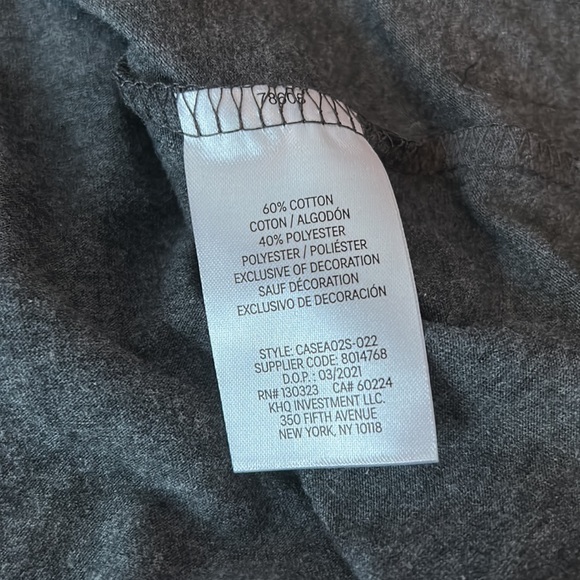 78605
60% COTTON
COTON / ALGODÓN
40% POLYESTER
POLYESTER / POLIÉSTER
EXCLUSIVE OF DECORATION
SAUF DÉCORATION
EXCLUSIVO DE DECORACIÓN
STYLE: CASEA02S-022
SUPPLIER CODE: 8014768
D.O.P. : 03/2021
RN# 130323 CA# 60224
KHQ INVESTMENT LLC.
350 FIFTH AVENUE
NEW YORK, NY 10118